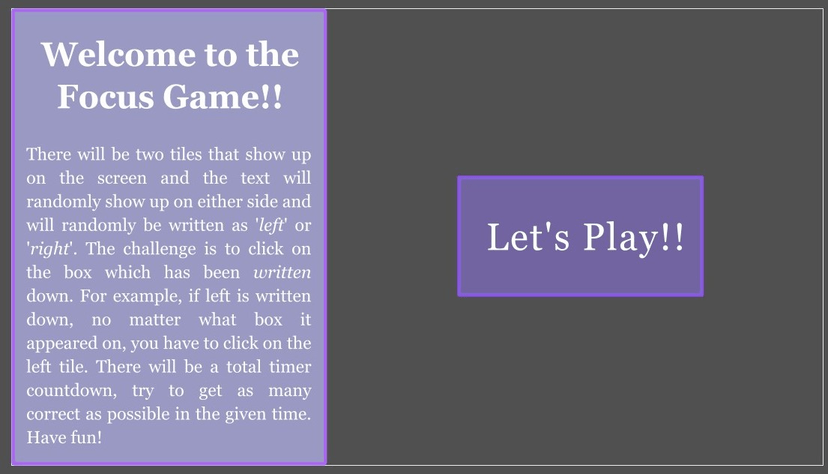 Welcome to the
Focus Game!!
There will be two tiles that show up
on the screen and the text will
randomly show up on either side and
will randomly be written as 'left' or
'right'. The challenge is to click on
the box which has been written
down. For example, if left is written
down, no matter what box it
appeared on, you have to click on the
left tile. There will be a total timer
countdown, try to get as many
correct as possible in the given time.
Have fun!
Let's Play!!